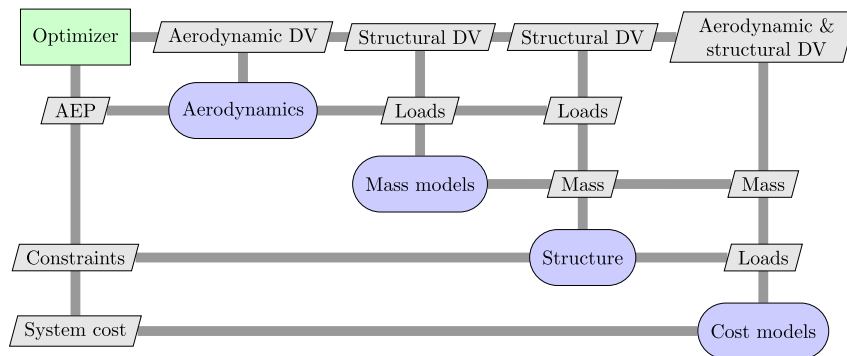 Optimizer
Aerodynamic DV
Structural DV
Structural DV
Aerodynamic &
structural DV
AEP
Aerodynamics
Loads
Loads
Mass models
Mass
Mass
Constraints
Structure
Loads
System cost
Cost models